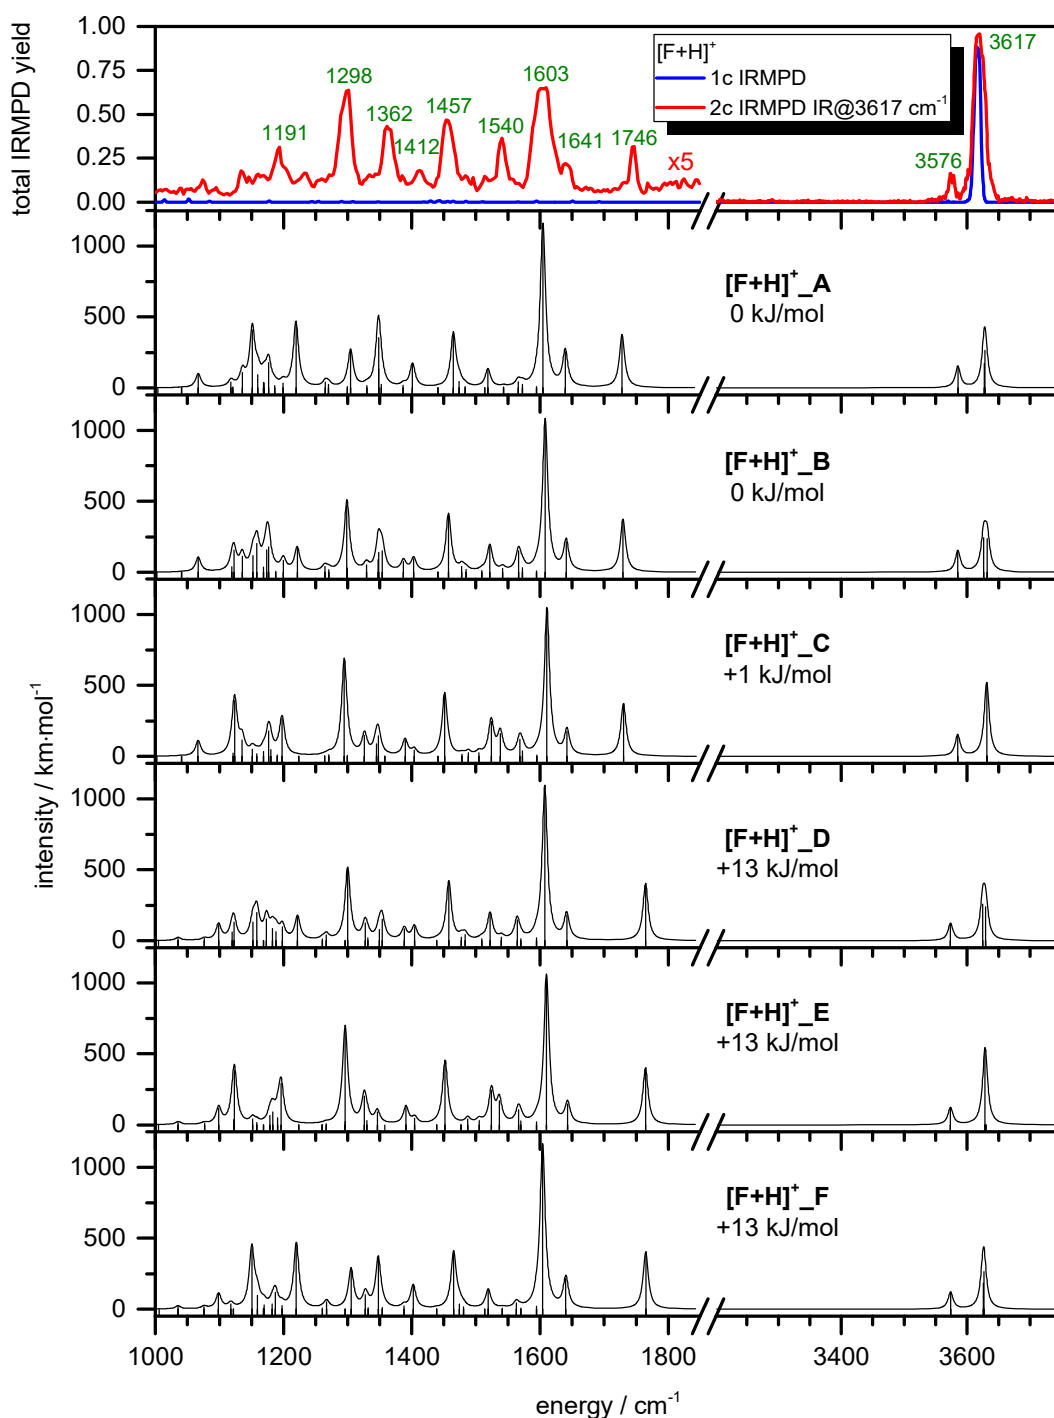 total IRMPD yield
1.00
0.75
0.50
0.25
0.00
1191
1298
1362
1412
1457
1540
1603
1641
1746
x5
3576
3617
[F+H]⁺
1c IRMPD
2c IRMPD IR@3617 cm⁻¹
intensity / km·mol⁻¹
1000
500
0
[F+H]⁺_A
0 kJ/mol
1000
500
0
[F+H]⁺_B
0 kJ/mol
1000
500
0
[F+H]⁺_C
+1 kJ/mol
1000
500
0
[F+H]⁺_D
+13 kJ/mol
1000
500
0
[F+H]⁺_E
+13 kJ/mol
1000
500
0
[F+H]⁺_F
+13 kJ/mol
1000 1200 1400 1600 1800 3400 3600
energy / cm⁻¹